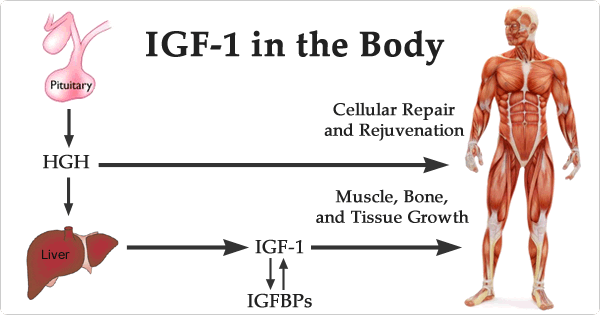 IGF-1 in the Body
Pituitary
Cellular Repair
and Rejuvenation
HGH
Muscle, Bone,
and Tissue Growth
Liver
IGF-1
IGFBPs